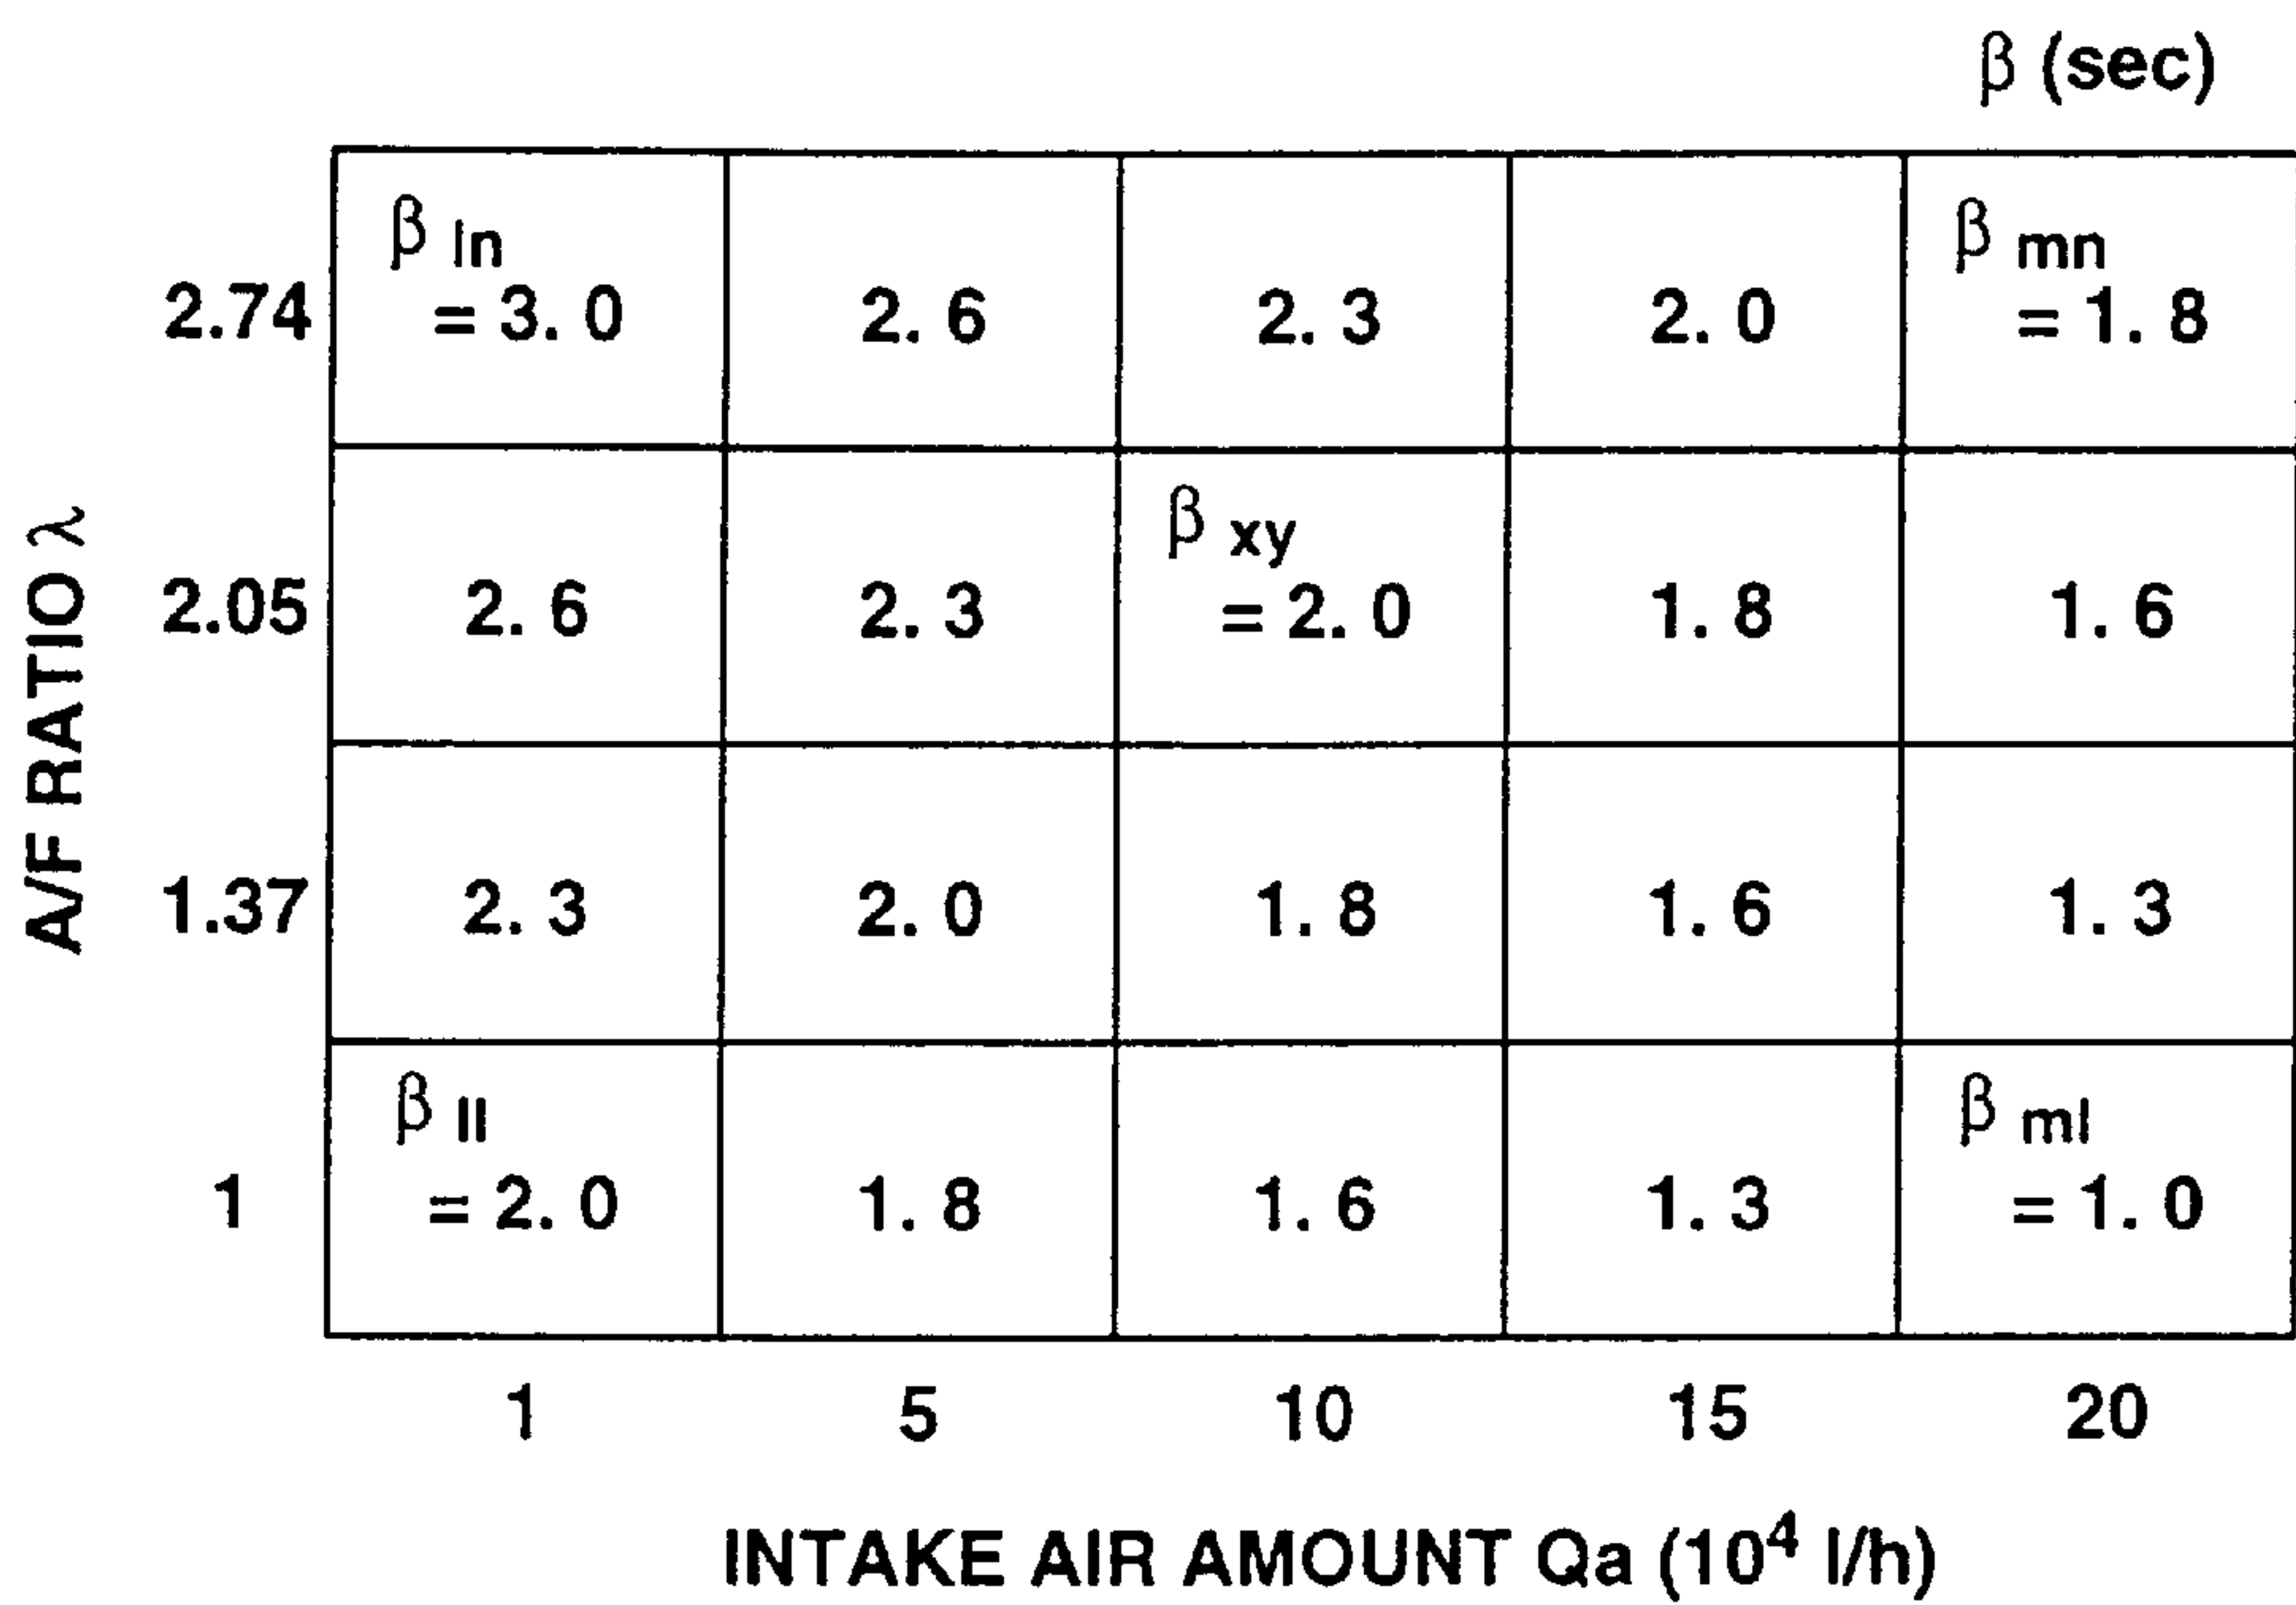 β (sec)
β ln = 3. 0 2. 6 2. 3 2. 0 β mn = 1. 8
2.74
A/F RATIO λ
2.05 2. 6 2. 3 β xy = 2. 0 1. 8 1. 6
1.37 2. 3 2. 0 1. 8 1. 6 1. 3
1 β ll = 2. 0 1. 8 1. 6 1. 3 β ml = 1. 0
1 5 10 15 20
INTAKE AIR AMOUNT Qa (10⁴ l/h)